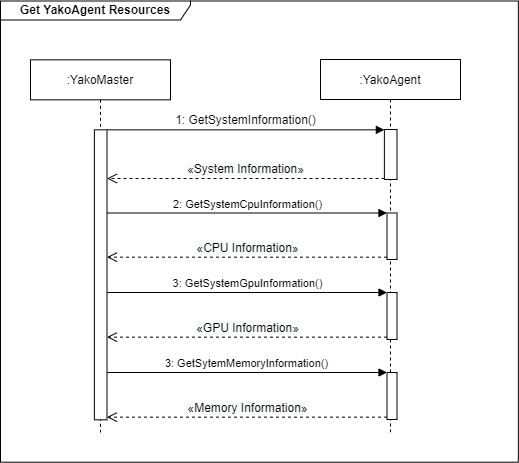 Get YakoAgent Resources
:YakoMaster
:YakoAgent
1: GetSystemInformation()
«System Information»
2: GetSystemCpuInformation()
«CPU Information»
3: GetSystemGpuInformation()
«GPU Information»
3: GetSytemMemoryInformation()
«Memory Information»